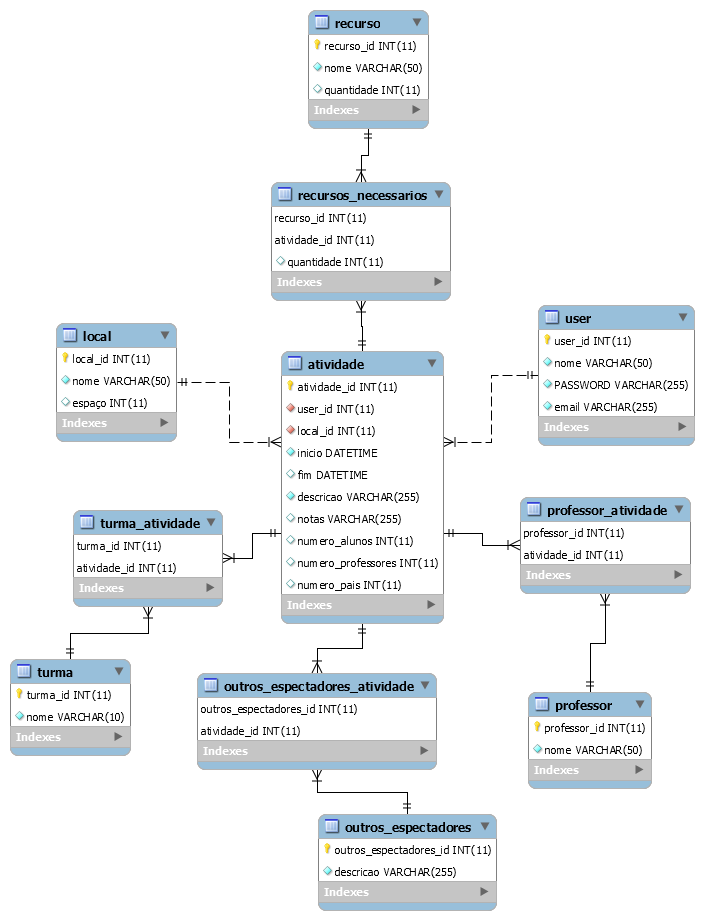 recurso
recurso_id INT(11)
nome VARCHAR(50)
quantidade INT(11)
Indexes
recursos_necessarios
recurso_id INT(11)
atividade_id INT(11)
quantidade INT(11)
Indexes
local
local_id INT(11)
nome VARCHAR(50)
espaço INT(11)
Indexes
user
user_id INT(11)
nome VARCHAR(50)
PASSWORD VARCHAR(255)
email VARCHAR(255)
Indexes
atividade
atividade_id INT(11)
user_id INT(11)
local_id INT(11)
inicio DATETIME
fim DATETIME
descricao VARCHAR(255)
notas VARCHAR(255)
numero_alunos INT(11)
numero_professores INT(11)
numero_pais INT(11)
Indexes
turma_atividade
turma_id INT(11)
atividade_id INT(11)
Indexes
professor_atividade
professor_id INT(11)
atividade_id INT(11)
Indexes
turma
turma_id INT(11)
nome VARCHAR(10)
Indexes
outros_espectadores_atividade
outros_espectadores_id INT(11)
atividade_id INT(11)
Indexes
professor
professor_id INT(11)
nome VARCHAR(50)
Indexes
outros_espectadores
outros_espectadores_id INT(11)
descricao VARCHAR(255)
Indexes